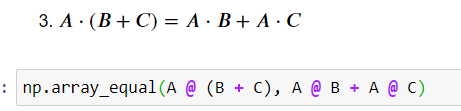 3. A · (B + C) = A · B + A · C
: np.array_equal(A @ (B + C), A @ B + A @ C)